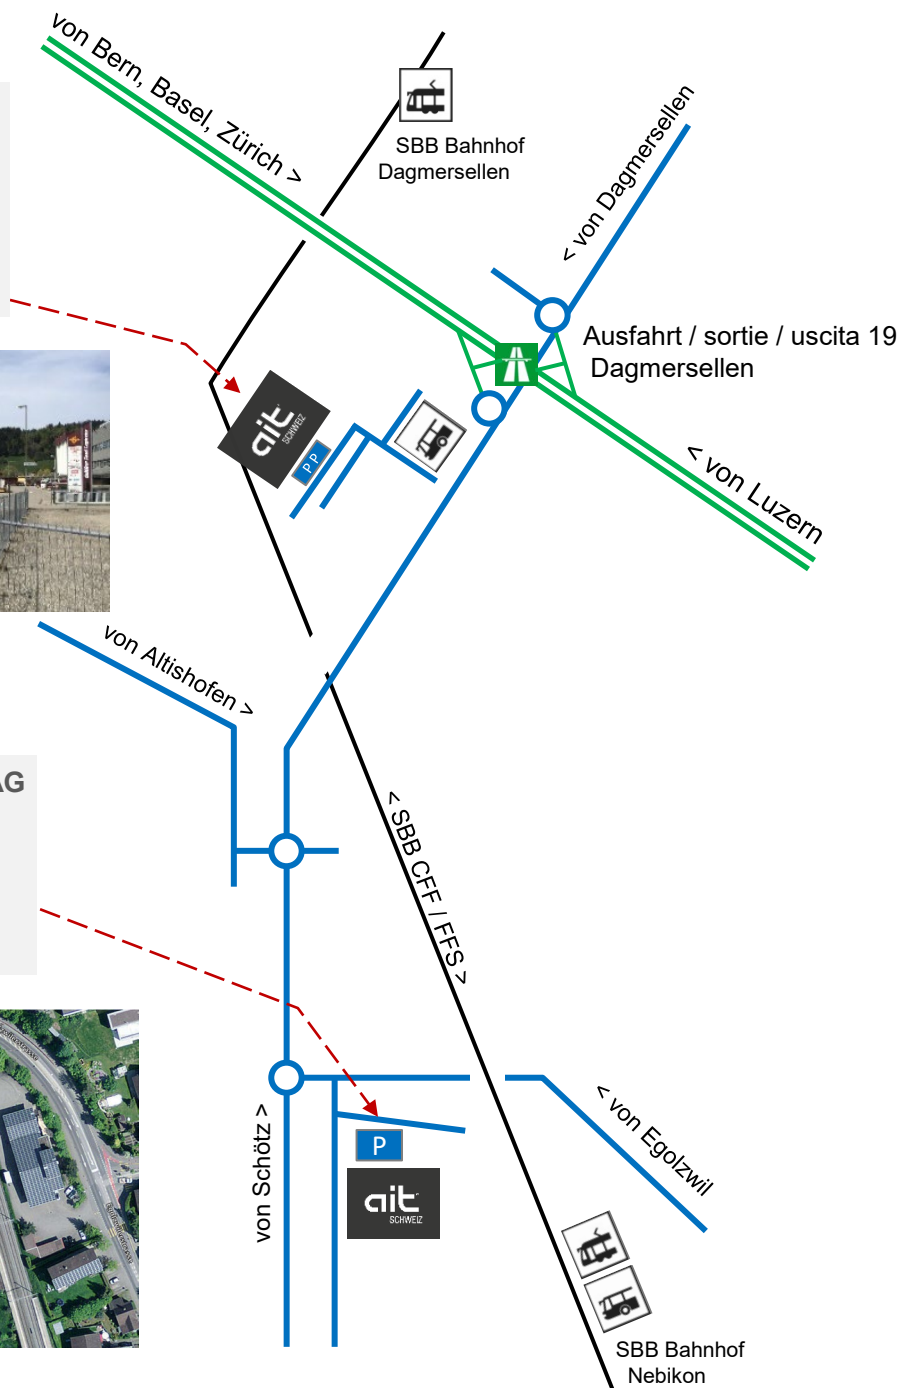 von Bern, Basel, Zürich >
SBB Bahnhof
Dagmersellen
< von Dagmersellen
Ausfahrt / sortie / uscita 19
Dagmersellen
< von Luzern
ait
SCHWEIZ
P P
von Altishofen >
AG
< SBB CFF / FFS >
von Schötz >
< von Egolzwil
P
ait
SCHWEIZ
SBB Bahnhof
Nebikon